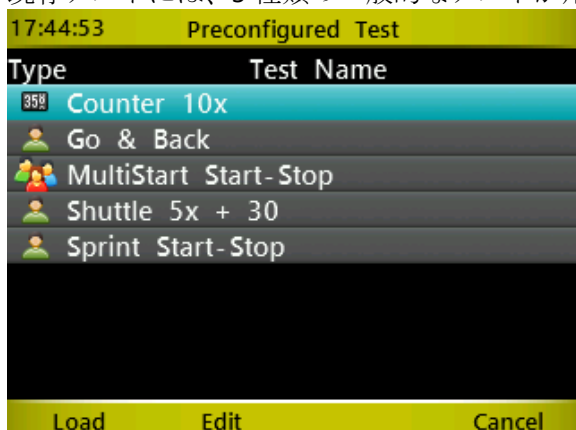 17:44:53 Preconfigured Test
Type Test Name
Counter 10x
Go & Back
MultiStart Start-Stop
Shuttle 5x + 30
Sprint Start-Stop
Load Edit Cancel